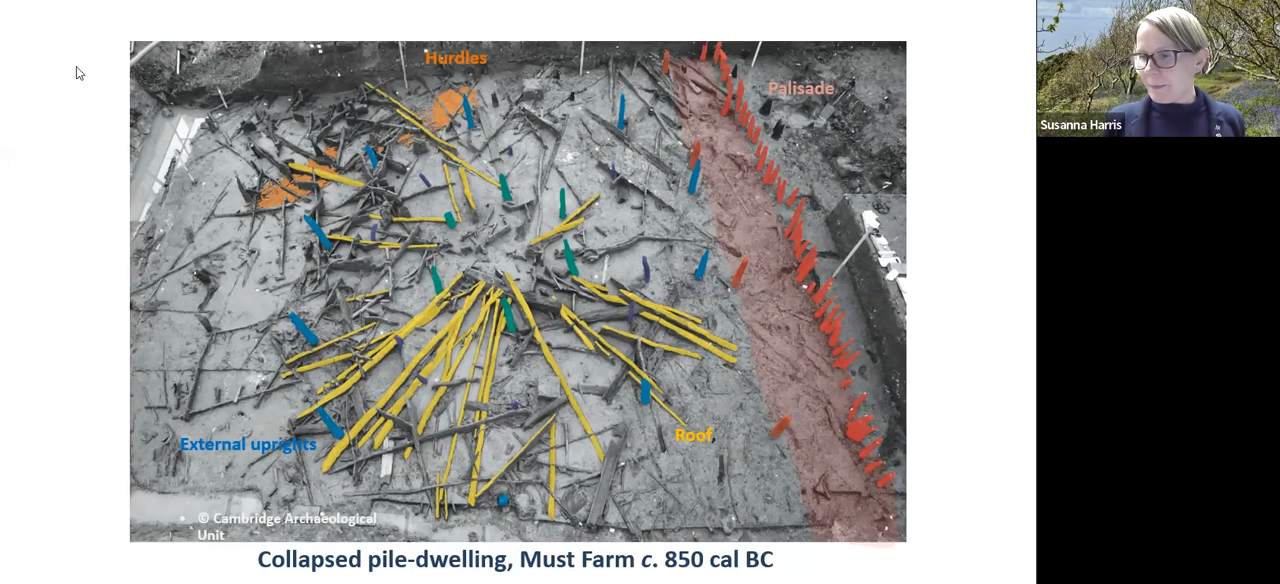 Hurdles
Palisade
Susanna Harris
Roof
External uprights
• © Cambridge Archaeological
Unit
Collapsed pile-dwelling, Must Farm c. 850 cal BC